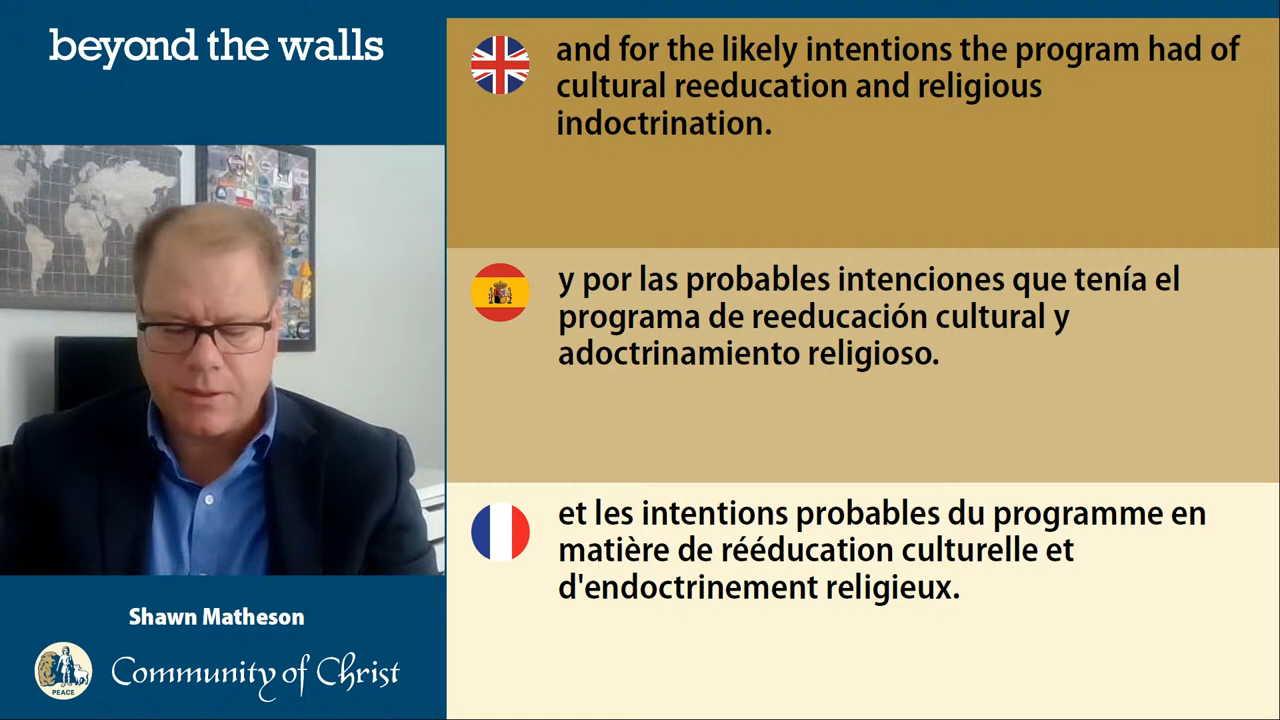 beyond the walls
and for the likely intentions the program had of
cultural reeducation and religious
indoctrination.
y por las probables intenciones que tenía el
programa de reeducación cultural y
adoctrinamiento religioso.
et les intentions probables du programme en
matière de rééducation culturelle et
d'endoctrinement religieux.
Shawn Matheson
PEACE
Community of Christ